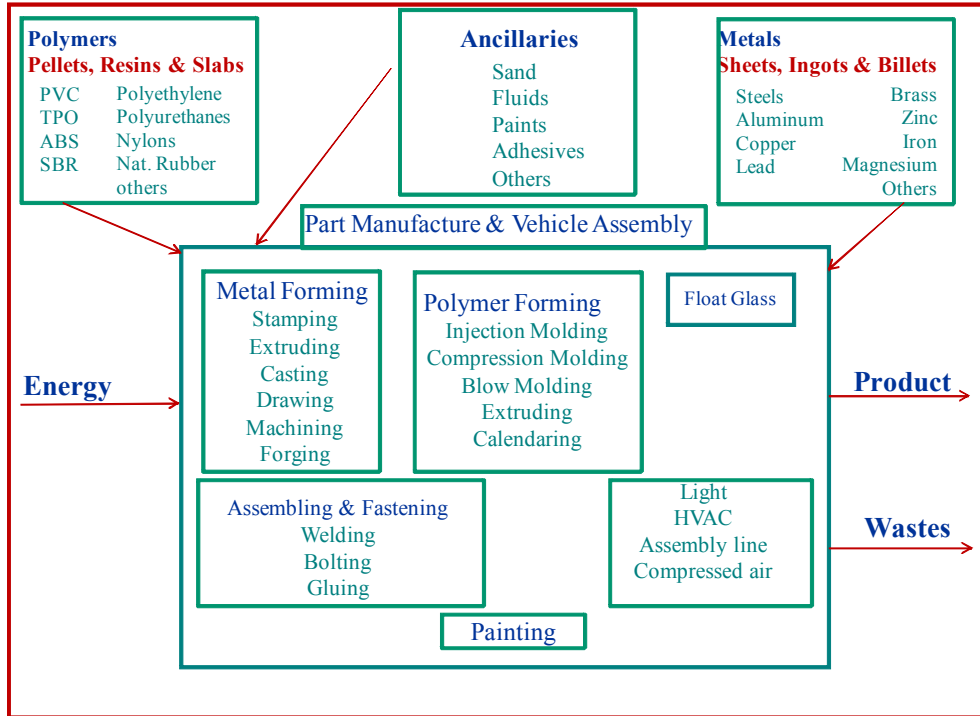 Polymers
Pellets, Resins & Slabs
PVC Polyethylene
TPO Polyurethanes
ABS Nylons
SBR Nat. Rubber
others
Ancillaries
Sand
Fluids
Paints
Adhesives
Others
Metals
Sheets, Ingots & Billets
Steels Brass
Aluminum Zinc
Copper Iron
Lead Magnesium
Others
Part Manufacture & Vehicle Assembly
Metal Forming
Stamping
Extruding
Casting
Drawing
Machining
Forging
Polymer Forming
Injection Molding
Compression Molding
Blow Molding
Extruding
Calendaring
Float Glass
Energy
Product
Assembling & Fastening
Welding
Bolting
Gluing
Light
HVAC
Assembly line
Compressed air
Wastes
Painting